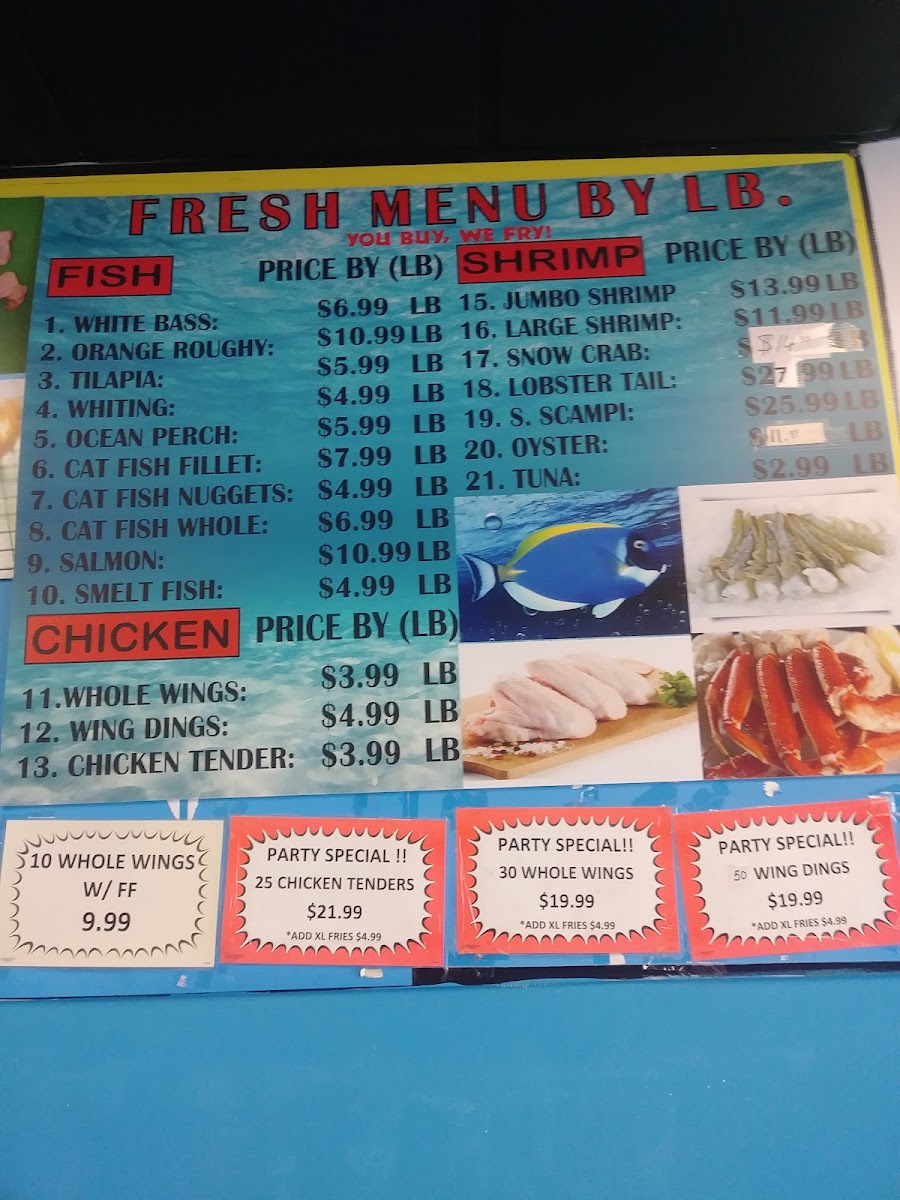 FRESH MENU BY LB.
YOU BUY, WE FRY!
FISH PRICE BY (LB)
1. WHITE BASS: $6.99 LB
2. ORANGE ROUGHY: $10.99 LB
3. TILAPIA: $5.99 LB
4. WHITING: $4.99 LB
5. OCEAN PERCH: $5.99 LB
6. CAT FISH FILLET: $7.99 LB
7. CAT FISH NUGGETS: $4.99 LB
8. CAT FISH WHOLE: $6.99 LB
9. SALMON: $10.99 LB
10. SMELT FISH: $4.99 LB
CHICKEN PRICE BY (LB)
11.WHOLE WINGS: $3.99 LB
12. WING DINGS: $4.99 LB
13. CHICKEN TENDER: $3.99 LB
SHRIMP PRICE BY (LB)
15. JUMBO SHRIMP $13.99 LB
16. LARGE SHRIMP: $11.99 LB
17. SNOW CRAB: LB
18. LOBSTER TAIL: $27.99 LB
19. S. SCAMPI: $25.99 LB
20. OYSTER: LB
21. TUNA: $2.99 LB
10 WHOLE WINGS
W/ FF
9.99
PARTY SPECIAL !!
25 CHICKEN TENDERS
$21.99
*ADD XL FRIES $4.99
PARTY SPECIAL!!
30 WHOLE WINGS
$19.99
*ADD XL FRIES $4.99
PARTY SPECIAL!!
50 WING DINGS
$19.99
*ADD XL FRIES $4.99